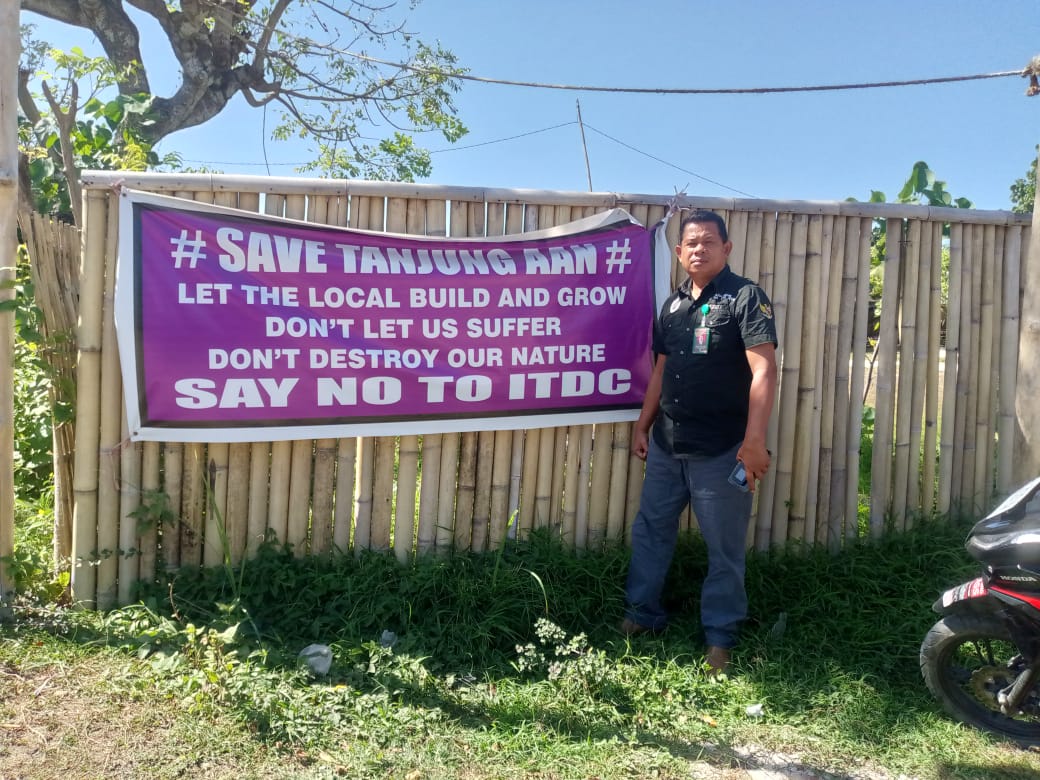 # SAVE TANJUNG AAN #
LET THE LOCAL BUILD AND GROW
DON'T LET US SUFFER
DON'T DESTROY OUR NATURE
SAY NO TO ITDC
HONDA